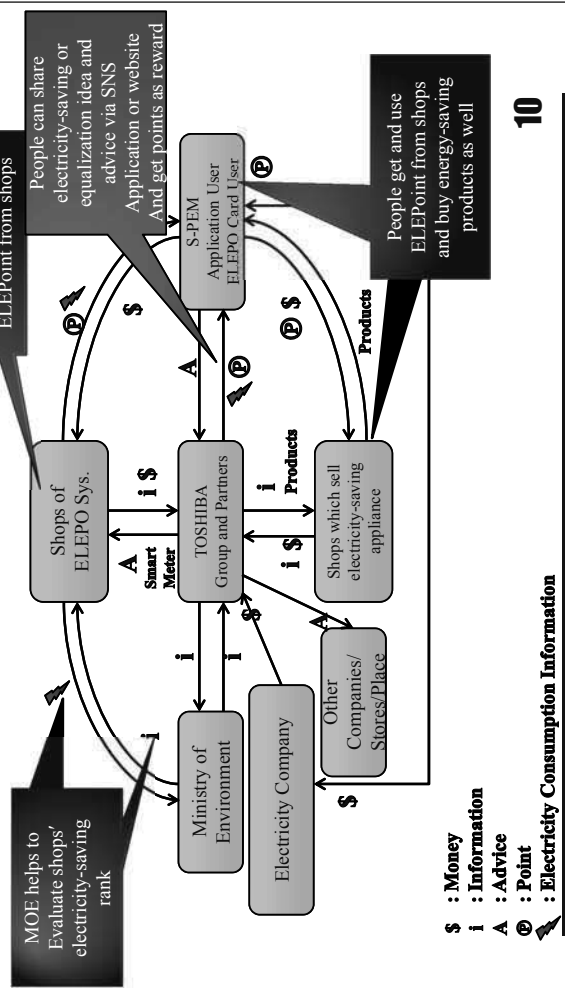 ELEPoint from shops
MOE helps to
Evaluate shops'
electricity-saving
rank
People can share
electricity-saving or
equalization idea and
advice via SNS
Application or website
And get points as reward
Shops of
ELEPO Sys.
Ⓟ
$
i
A
Smart
Meter
i $
Ministry of
Environment
i
i
TOSHIBA
Group and Partners
A
Ⓟ
S-PEM
Application User
ELEPO Card User
Ⓟ
Electricity Company
$
Other
Companies/
Stores/Place
A
i $
i
Products
Shops which sell
electricity-saving
appliance
Ⓟ $
Products
People get and use
ELEPoint from shops
and buy energy-saving
products as well
$
$ : Money
i : Information
A : Advice
Ⓟ : Point
: Electricity Consumption Information
10